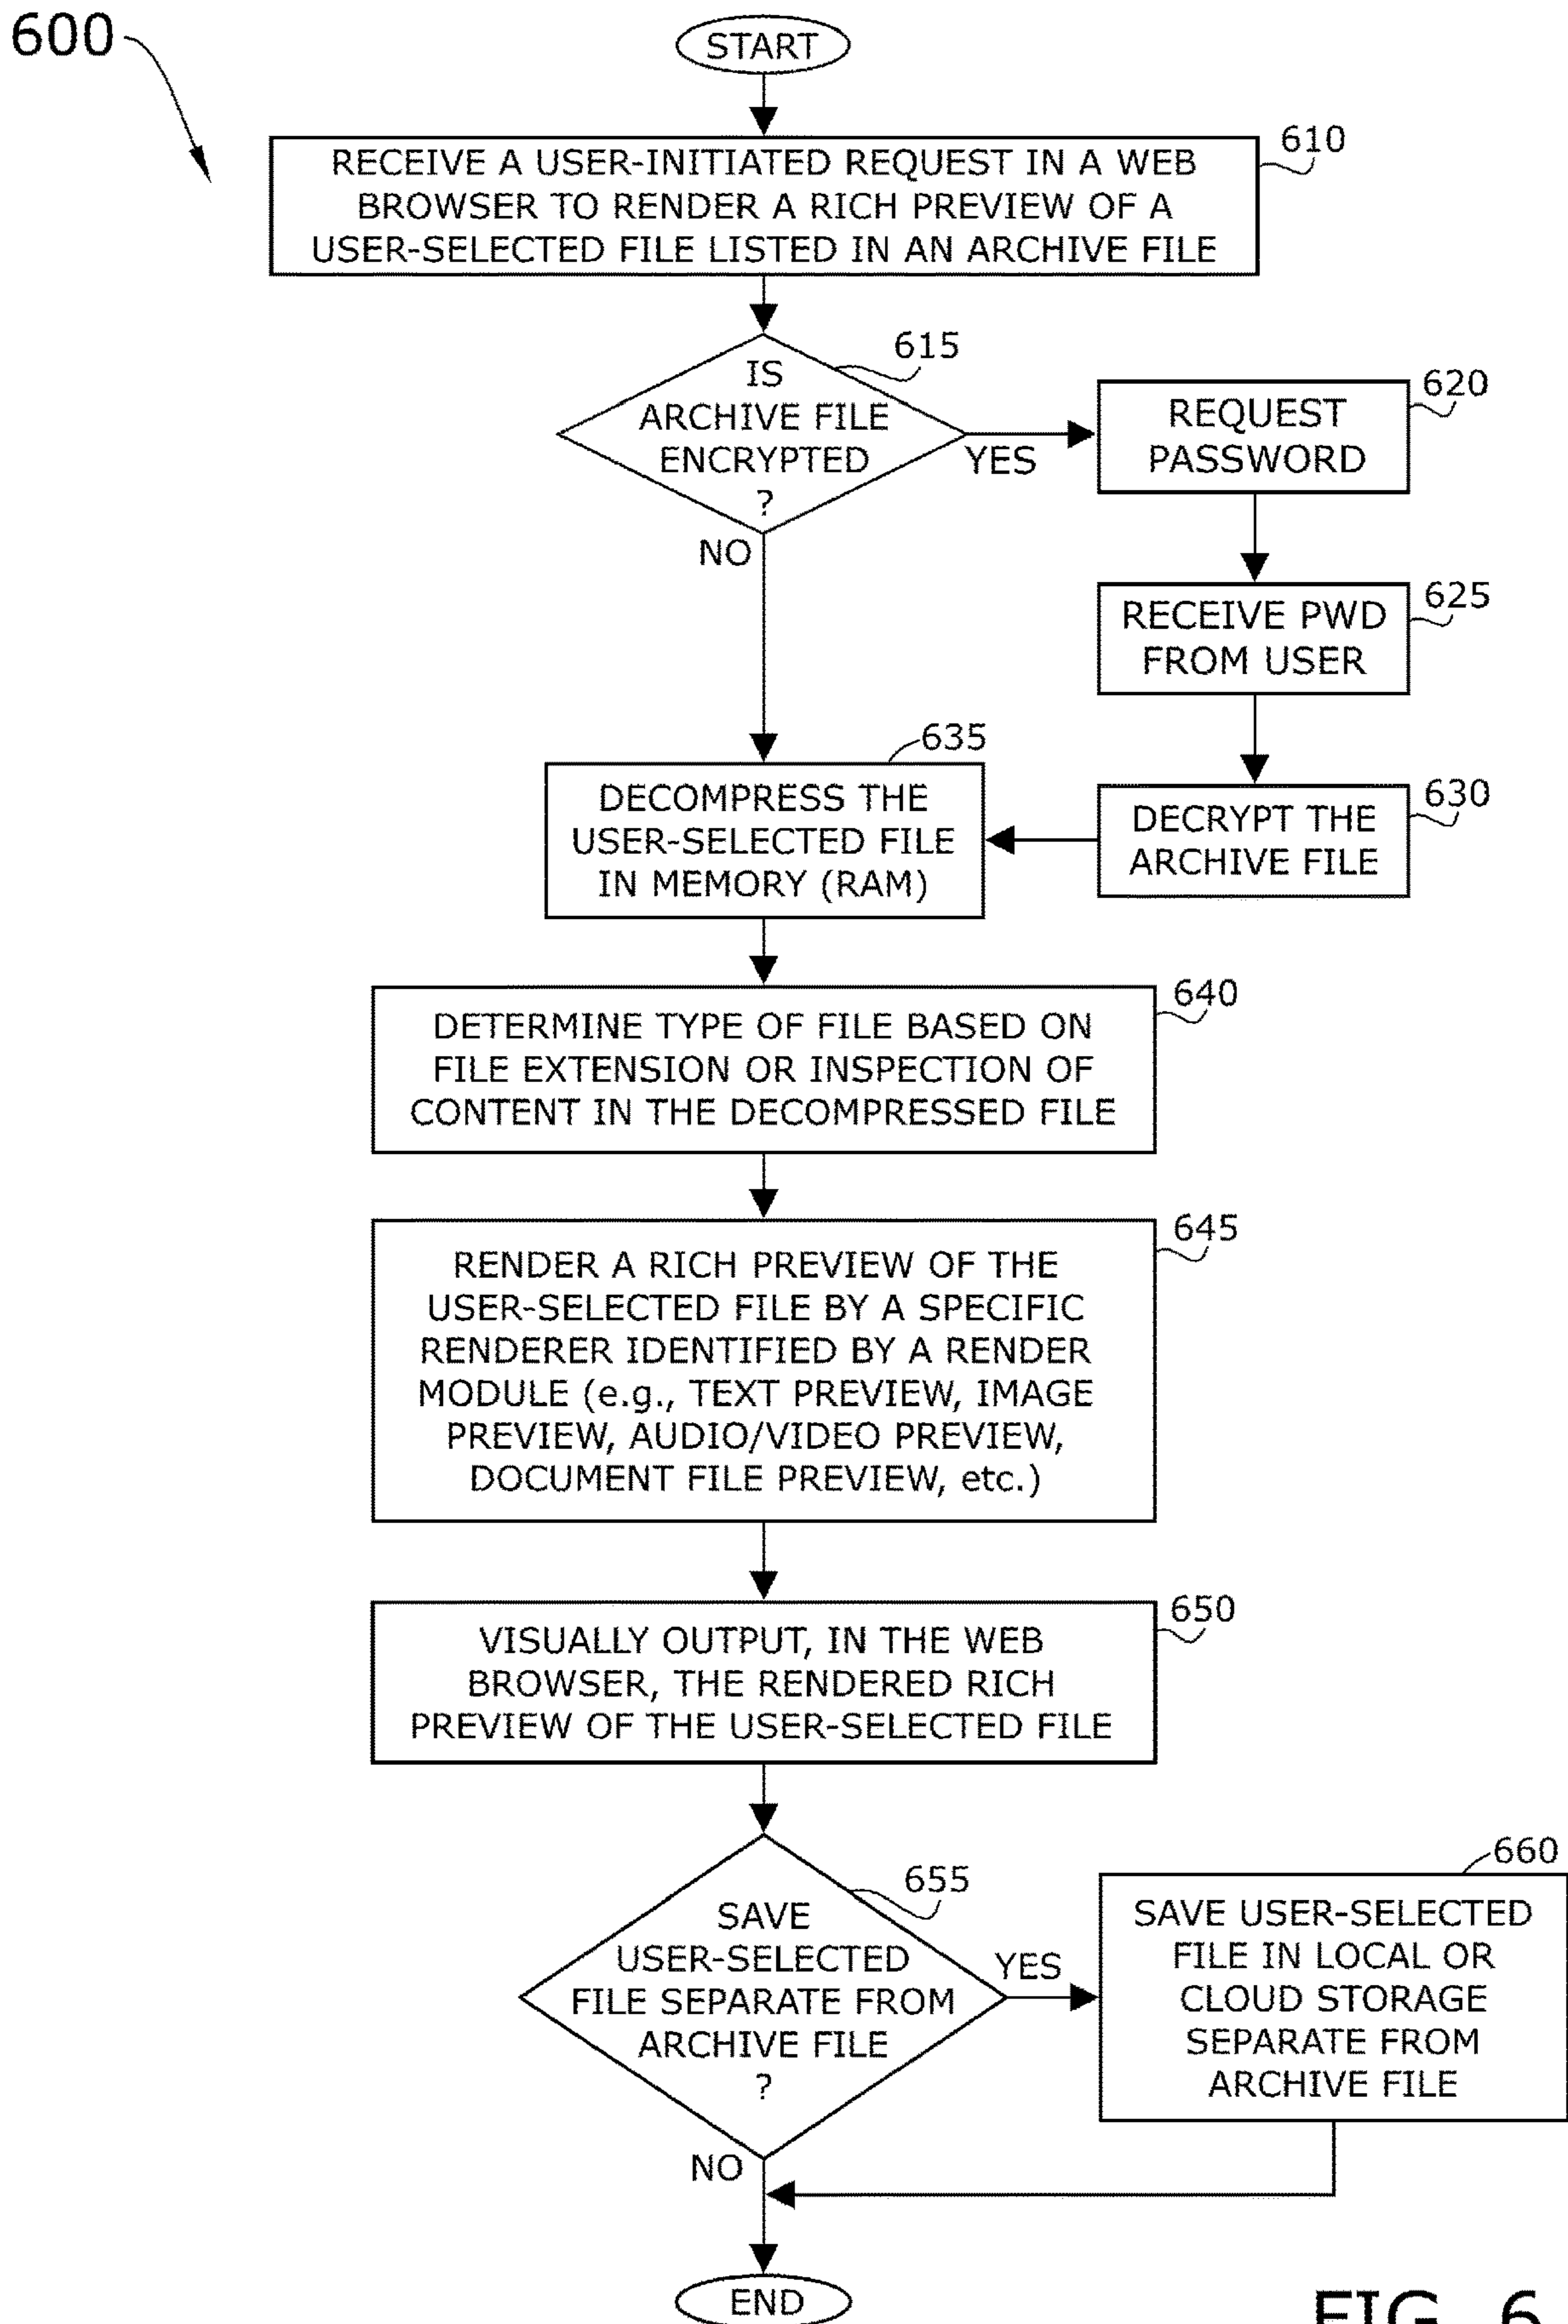 600
START
610
RECEIVE A USER-INITIATED REQUEST IN A WEB
BROWSER TO RENDER A RICH PREVIEW OF A
USER-SELECTED FILE LISTED IN AN ARCHIVE FILE
615
IS
ARCHIVE FILE
ENCRYPTED
?
YES
NO
620
REQUEST
PASSWORD
625
RECEIVE PWD
FROM USER
630
DECRYPT THE
ARCHIVE FILE
635
DECOMPRESS THE
USER-SELECTED FILE
IN MEMORY (RAM)
640
DETERMINE TYPE OF FILE BASED ON
FILE EXTENSION OR INSPECTION OF
CONTENT IN THE DECOMPRESSED FILE
645
RENDER A RICH PREVIEW OF THE
USER-SELECTED FILE BY A SPECIFIC
RENDERER IDENTIFIED BY A RENDER
MODULE (e.g., TEXT PREVIEW, IMAGE
PREVIEW, AUDIO/VIDEO PREVIEW,
DOCUMENT FILE PREVIEW, etc.)
650
VISUALLY OUTPUT, IN THE WEB
BROWSER, THE RENDERED RICH
PREVIEW OF THE USER-SELECTED FILE
655
SAVE
USER-SELECTED
FILE SEPARATE FROM
ARCHIVE FILE
?
YES
NO
660
SAVE USER-SELECTED
FILE IN LOCAL OR
CLOUD STORAGE
SEPARATE FROM
ARCHIVE FILE
END
FIG. 6